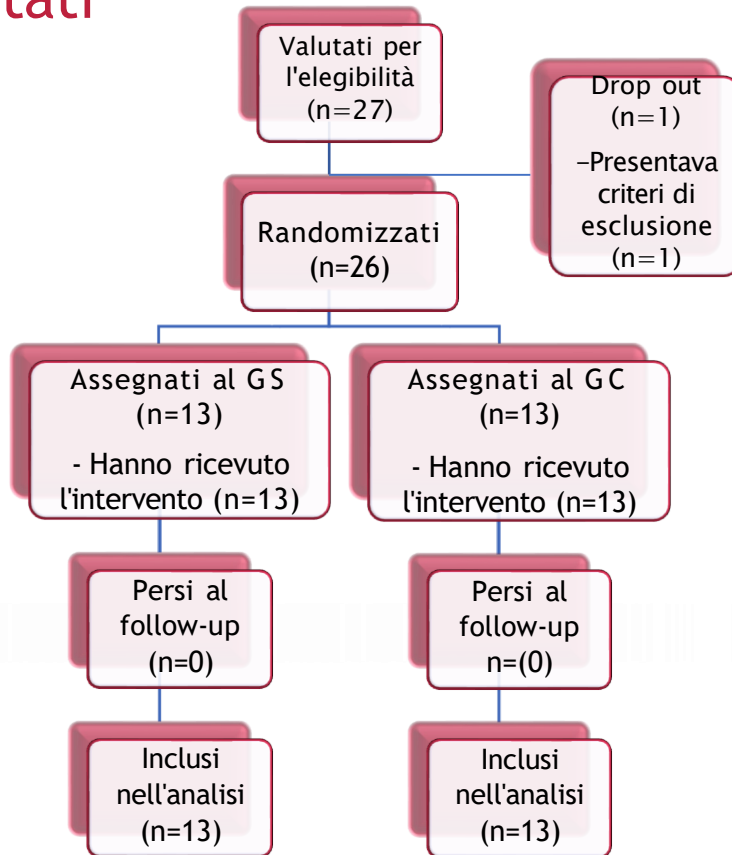 Valutati per
l'elegibilità
(n=27)
Drop out
(n=1)
–Presentava
criteri di
esclusione
(n=1)
Randomizzati
(n=26)
Assegnati al GS
(n=13)
- Hanno ricevuto
l'intervento (n=13)
Assegnati al GC
(n=13)
- Hanno ricevuto
l'intervento (n=13)
Persi al
follow-up
(n=0)
Persi al
follow-up
n=(0)
Inclusi
nell'analisi
(n=13)
Inclusi
nell'analisi
(n=13)